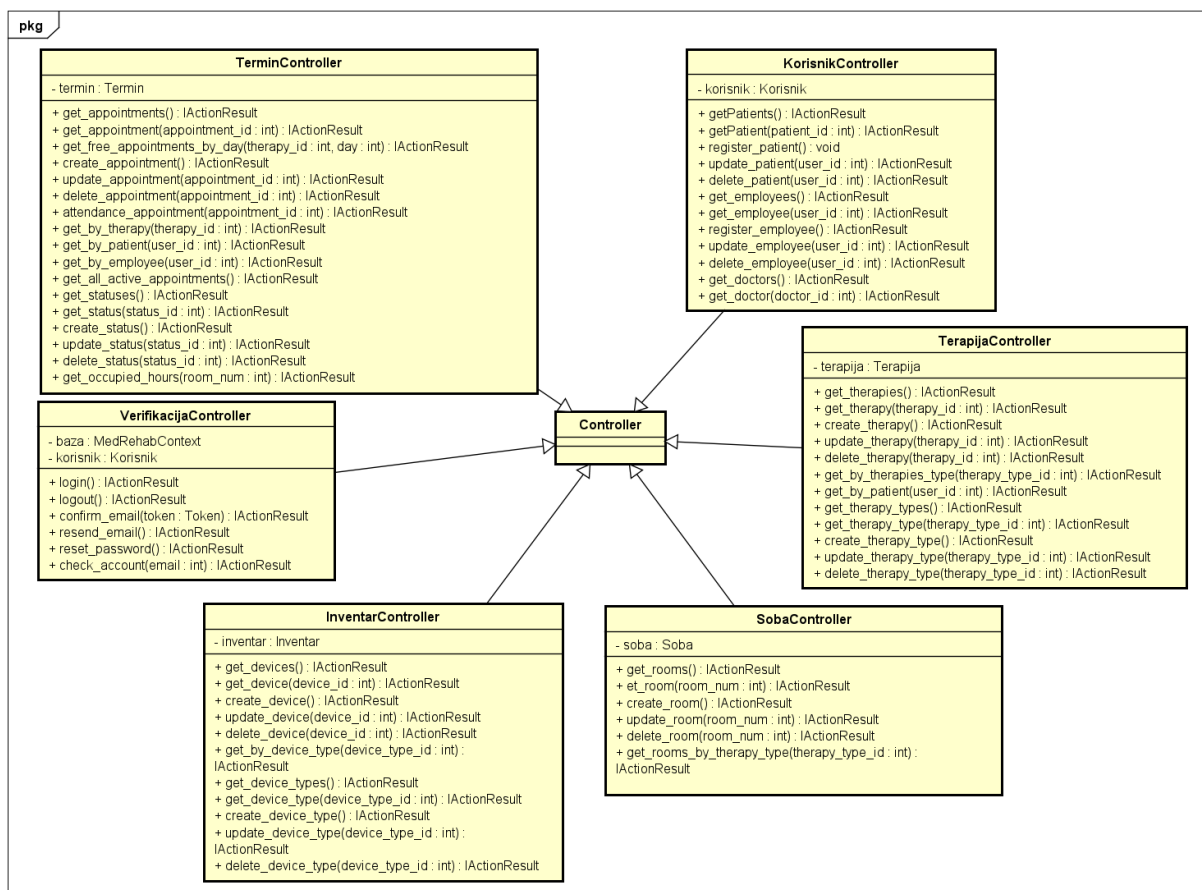 pkg
TerminController
- termin : Termin
+ get_appointments() : IActionResult
+ get_appointment(appointment_id : int) : IActionResult
+ get_free_appointments_by_day(therapy_id : int, day : int) : IActionResult
+ create_appointment() : IActionResult
+ update_appointment(appointment_id : int) : IActionResult
+ delete_appointment(appointment_id : int) : IActionResult
+ attendance_appointment(appointment_id : int) : IActionResult
+ get_by_therapy(therapy_id : int) : IActionResult
+ get_by_patient(user_id : int) : IActionResult
+ get_by_employee(user_id : int) : IActionResult
+ get_all_active_appointments() : IActionResult
+ get_statuses() : IActionResult
+ get_status(status_id : int) : IActionResult
+ create_status() : IActionResult
+ update_status(status_id : int) : IActionResult
+ delete_status(status_id : int) : IActionResult
+ get_occupied_hours(room_num : int) : IActionResult
KorisnikController
- korisnik : Korisnik
+ getPatients() : IActionResult
+ getPatient(patient_id : int) : IActionResult
+ register_patient() : void
+ update_patient(user_id : int) : IActionResult
+ delete_patient(user_id : int) : IActionResult
+ get_employees() : IActionResult
+ get_employee(user_id : int) : IActionResult
+ register_employee() : IActionResult
+ update_employee(user_id : int) : IActionResult
+ delete_employee(user_id : int) : IActionResult
+ get_doctors() : IActionResult
+ get_doctor(doctor_id : int) : IActionResult
TerapijaController
- terapija : Terapija
+ get_therapies() : IActionResult
+ get_therapy(therapy_id : int) : IActionResult
+ create_therapy() : IActionResult
+ update_therapy(therapy_id : int) : IActionResult
+ delete_therapy(therapy_id : int) : IActionResult
+ get_by_therapies_type(therapy_type_id : int) : IActionResult
+ get_by_patient(user_id : int) : IActionResult
+ get_therapy_types() : IActionResult
+ get_therapy_type(therapy_type_id : int) : IActionResult
+ create_therapy_type() : IActionResult
+ update_therapy_type(therapy_type_id : int) : IActionResult
+ delete_therapy_type(therapy_type_id : int) : IActionResult
Controller
VerifikacijaController
- baza : MedRehabContext
- korisnik : Korisnik
+ login() : IActionResult
+ logout() : IActionResult
+ confirm_email(token : Token) : IActionResult
+ resend_email() : IActionResult
+ reset_password() : IActionResult
+ check_account(email : int) : IActionResult
InventarController
- inventar : Inventar
+ get_devices() : IActionResult
+ get_device(device_id : int) : IActionResult
+ create_device() : IActionResult
+ update_device(device_id : int) : IActionResult
+ delete_device(device_id : int) : IActionResult
+ get_by_device_type(device_type_id : int) :
IActionResult
+ get_device_types() : IActionResult
+ get_device_type(device_type_id : int) : IActionResult
+ create_device_type() : IActionResult
+ update_device_type(device_type_id : int) :
IActionResult
+ delete_device_type(device_type_id : int) : IActionResult
SobaController
- soba : Soba
+ get_rooms() : IActionResult
+ et_room(room_num : int) : IActionResult
+ create_room() : IActionResult
+ update_room(room_num : int) : IActionResult
+ delete_room(room_num : int) : IActionResult
+ get_rooms_by_therapy_type(therapy_type_id : int) :
IActionResult